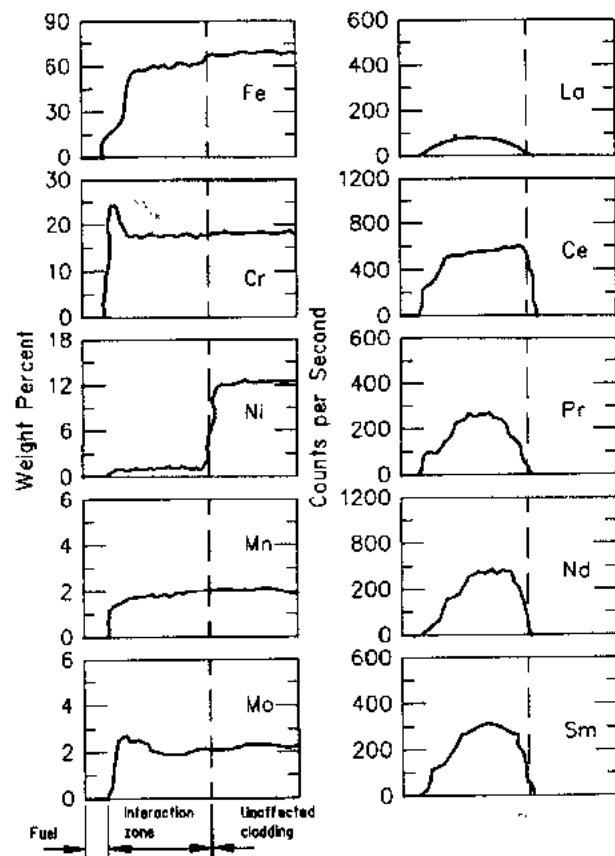 Weight Percent
90
60
30
0
Fe
30
20
10
0
Cr
18
12
6
0
Ni
6
4
2
0
Mn
6
4
2
0
Mo
Fuel
Interaction
zone
Unaffected
cladding
Counts per Second
600
400
200
0
La
1200
800
400
0
Ce
600
400
200
0
Pr
1200
800
200
0
Nd
600
400
200
0
Sm